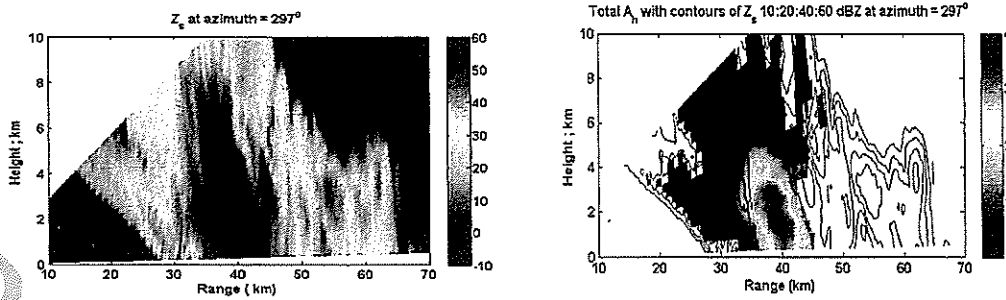 Z_s at azimuth = 297⁰
10
8
6
4
2
0
Height ; km
10 20 30 40 50 60 70
Range ( km)
60
50
40
30
20
10
0
-10
Total A_h with contours of Z_s 10:20:40:60 dBZ at azimuth = 297⁰
10
8
6
4
2
0
Height ; km
10 20 30 40 50 60 70
Range (km)
40